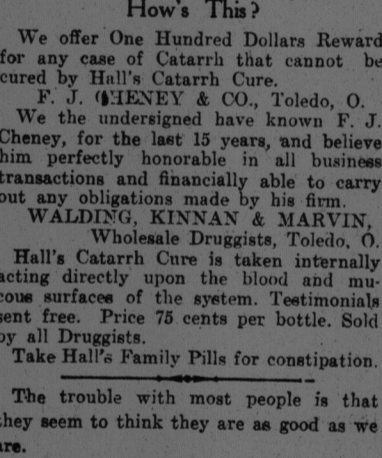 How's This?
We offer One Hundred Dollars Reward
for any case of Catarrh that cannot be
cured by Hall's Catarrh Cure.
F. J. CHENEY & CO., Toledo, O.
We the undersigned have known F. J.
Cheney, for the last 15 years, and believe
him perfectly honorable in all business
transactions and financially able to carry
out any obligations made by his firm.
WALDING, KINNAN & MARVIN,
Wholesale Druggists, Toledo, O.
Hall's Catarrh Cure is taken internally
acting directly upon the blood and mu-
cous surfaces of the system. Testimonials
sent free. Price 75 cents per bottle. Sold
by all Druggists.
Take Hall's Family Pills for constipation.
The trouble with most people is that
they seem to think they are as good as we
are.